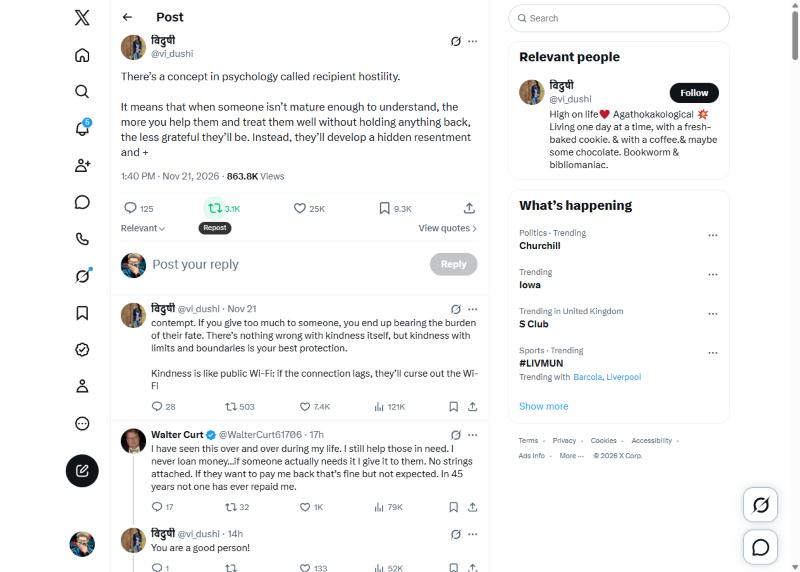 Post
विदुषी
@vi_dushi
There's a concept in psychology called recipient hostility.
It means that when someone isn't mature enough to understand, the
more you help them and treat them well without holding anything back,
the less grateful they'll be. Instead, they'll develop a hidden resentment
and +
1:40 PM · Nov 21, 2026 · 863.8K Views
125 3.1K 25K 9.3K
Relevant Repost View quotes
Post your reply Reply
विदुषी @vi_dushi · Nov 21
contempt. If you give too much to someone, you end up bearing the burden
of their fate. There's nothing wrong with kindness itself, but kindness with
limits and boundaries is your best protection.
Kindness is like public Wi-Fi: if the connection lags, they'll curse out the Wi-
Fi
28 503 7.4K 121K
Walter Curt @WalterCurt61706 · 17h
I have seen this over and over during my life. I still help those in need. I
never loan money...if someone actually needs it I give it to them. No strings
attached. If they want to pay me back that's fine but not expected. In 45
years not one has ever repaid me.
17 32 1K 79K
विदुषी @vi_dushi · 14h
You are a good person!
1 133 52K
5
Search
Relevant people
विदुषी
@vi_dushi
Follow
High on life❤️ Agathokakological 💥
Living one day at a time, with a fresh-
baked cookie. & with a coffee.& maybe
some chocolate. Bookworm &
bibliomaniac.
What's happening
Politics · Trending
Churchill
Trending
Iowa
Trending in United Kingdom
S Club
Sports · Trending
#LIVMUN
Trending with Barcola, Liverpool
Show more
Terms · Privacy · Cookies · Accessibility ·
Ads Info · More ··· © 2026 X Corp.